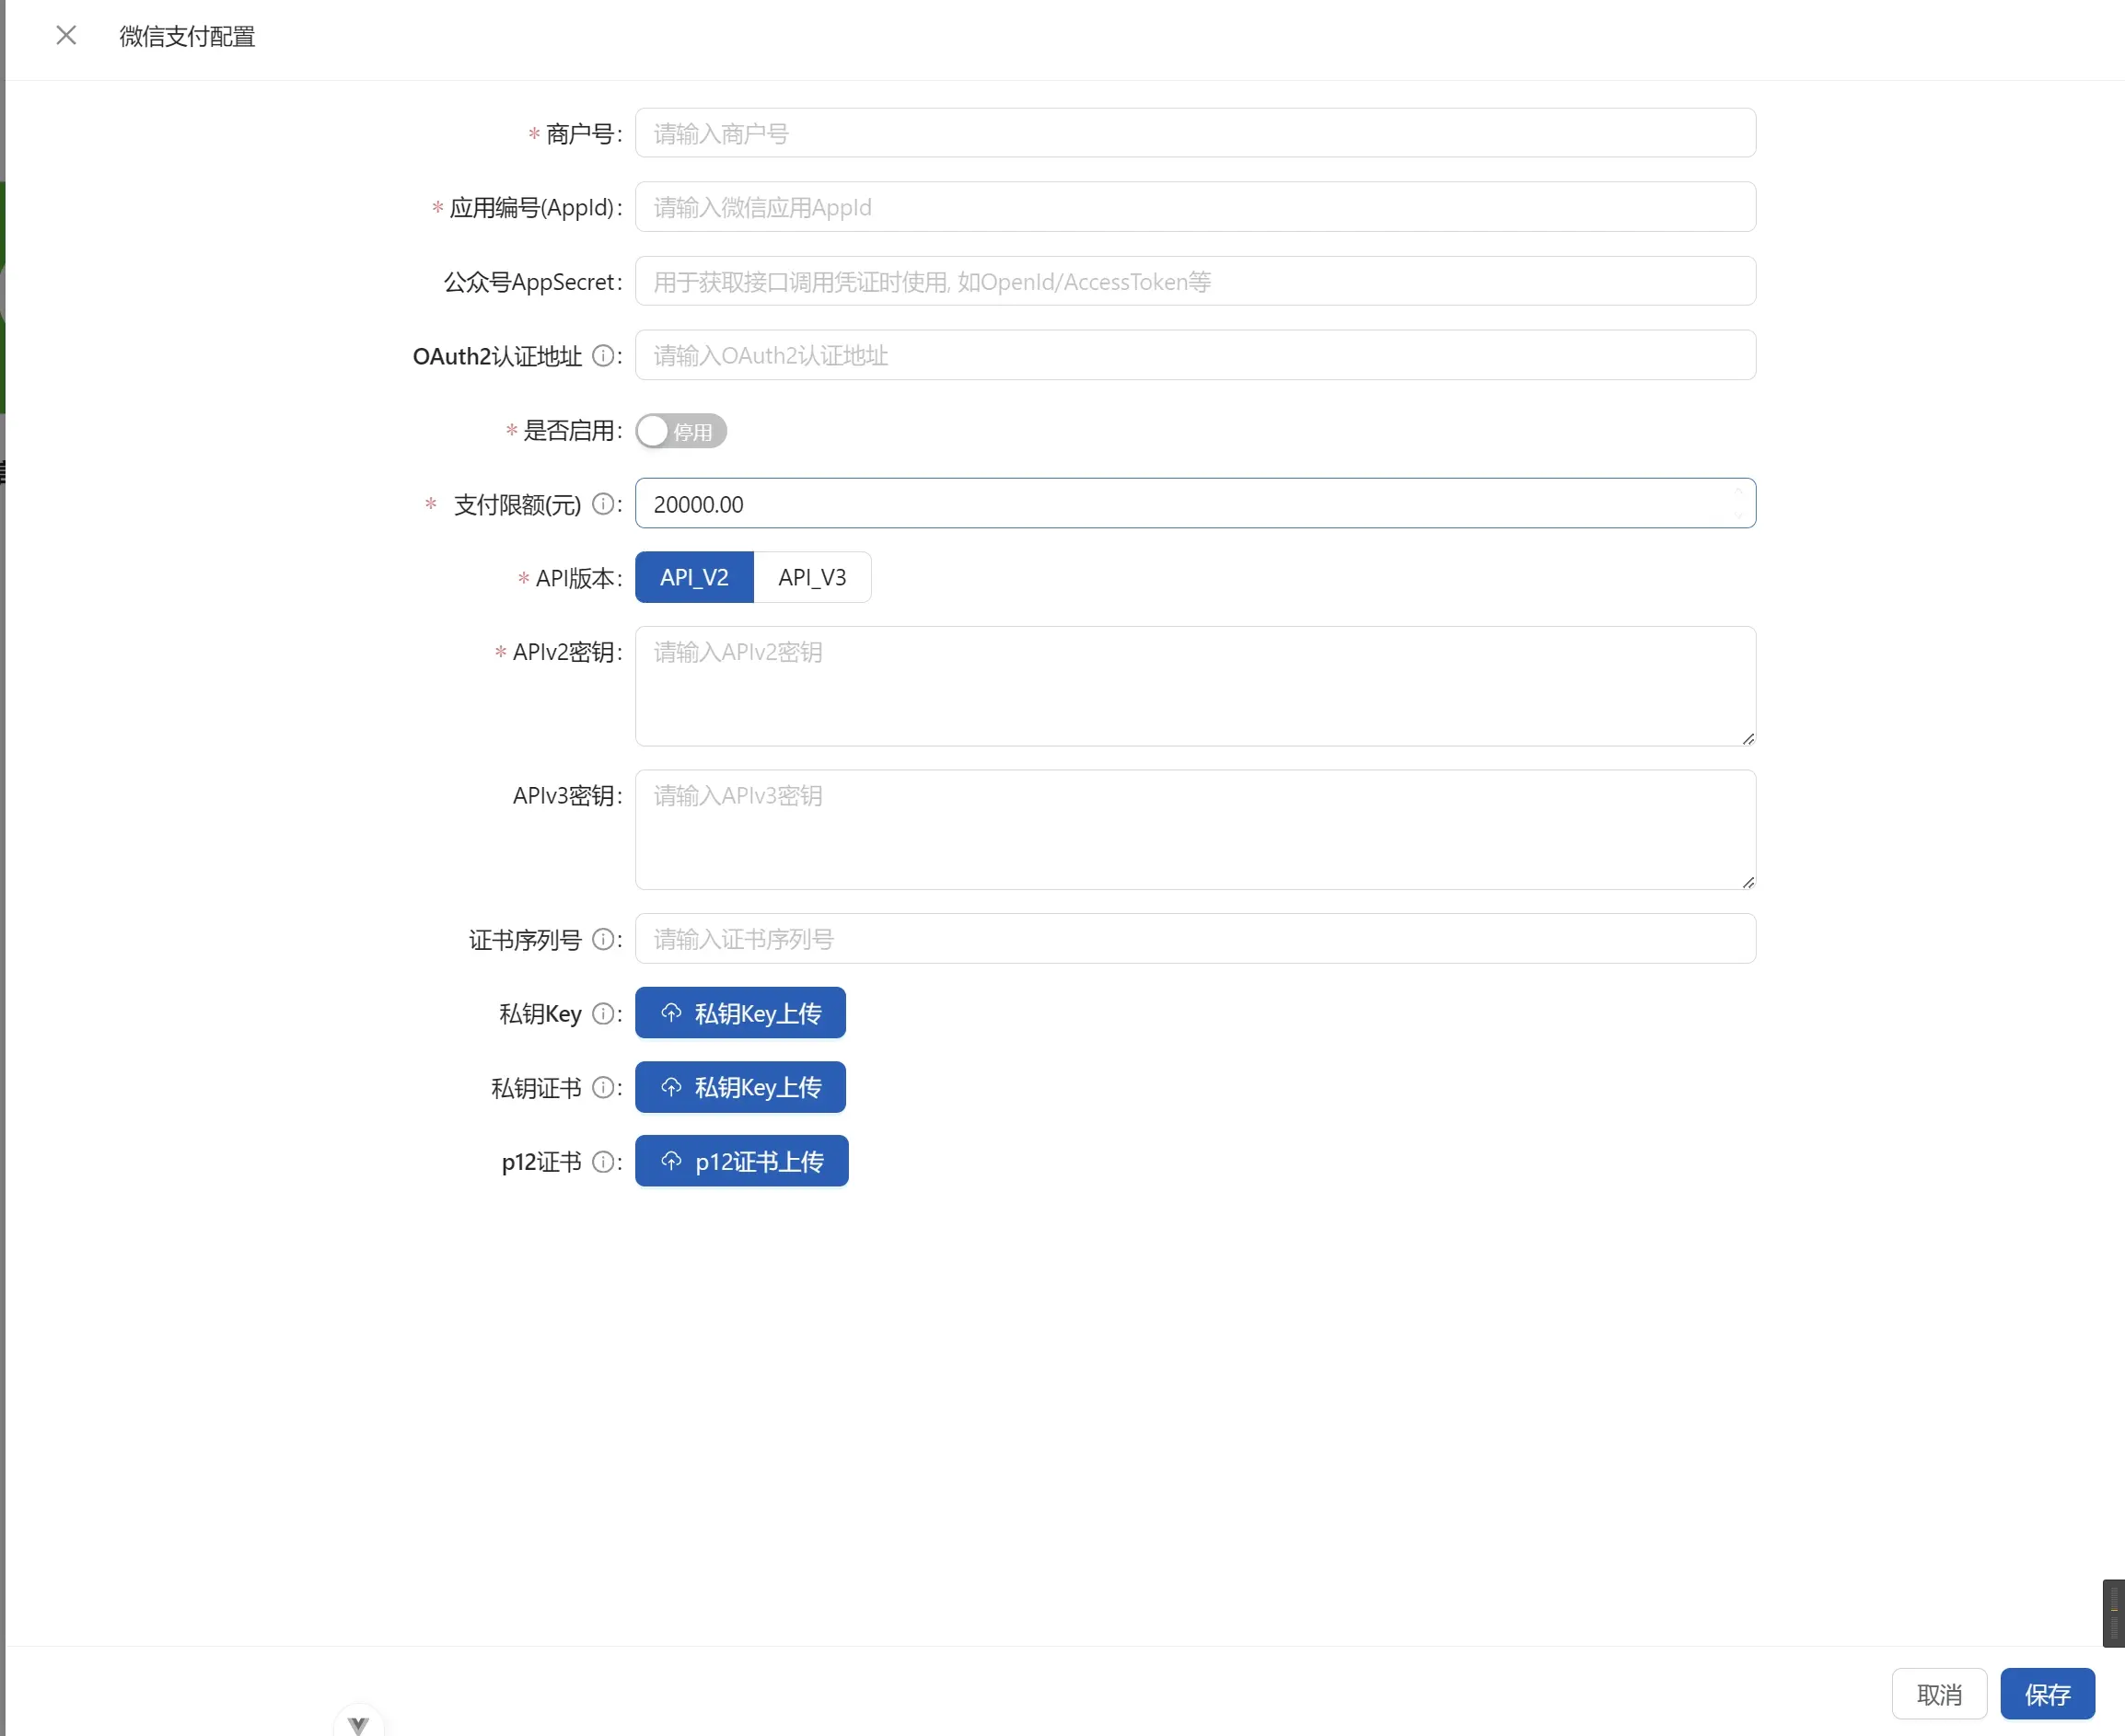 微信支付配置
* 商户号: 请输入商户号
* 应用编号(AppId): 请输入微信应用AppId
公众号AppSecret: 用于获取接口调用凭证时使用, 如OpenId/AccessToken等
OAuth2认证地址 : 请输入OAuth2认证地址
* 是否启用: 停用
* 支付限额(元) : 20000.00
* API版本: API_V2 API_V3
* APIv2密钥: 请输入APIv2密钥
APIv3密钥: 请输入APIv3密钥
证书序列号 : 请输入证书序列号
私钥Key : 私钥Key上传
私钥证书 : 私钥Key上传
p12证书 : p12证书上传
取消 保存